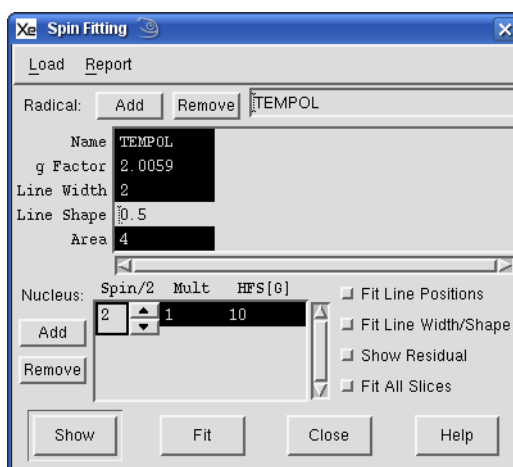 Xe Spin Fitting
Load Report
Radical: Add Remove TEMPOL
Name TEMPOL
g Factor 2.0059
Line Width 2
Line Shape 0.5
Area 4
Nucleus: Spin/2 Mult HFS[G]
2 1 10
Add
Remove
Fit Line Positions
Fit Line Width/Shape
Show Residual
Fit All Slices
Show Fit Close Help